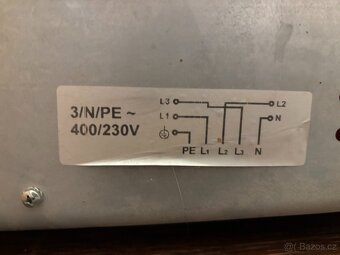 3/N/PE ~
400/230V
L3
L2
L1
N
PE L1 L2 L3 N
© Bazos.cz